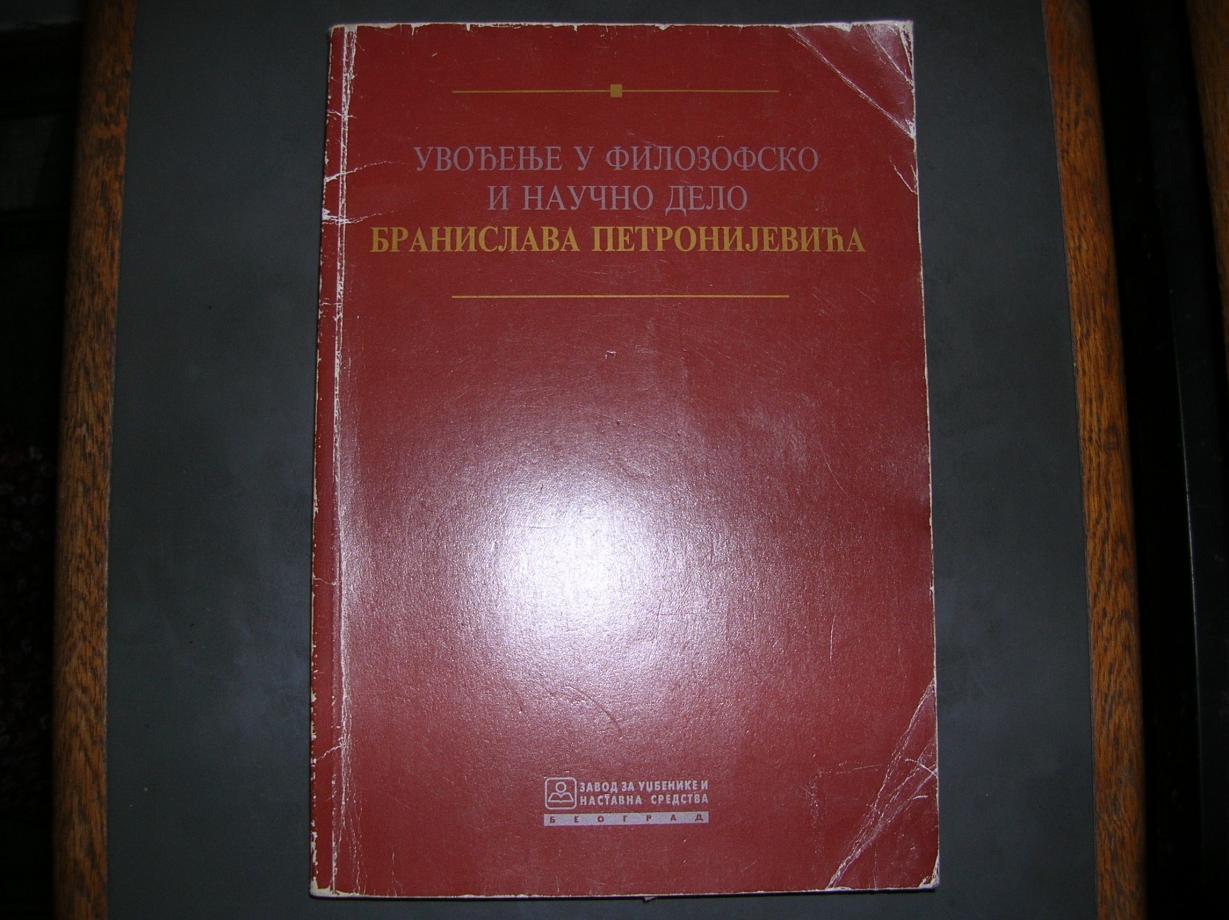 УВОЂЕЊЕ У ФИЛОЗОФСКО
И НАУЧНО ДЕЛО
БРАНИСЛАВА ПЕТРОНИЈЕВИЋА
ЗАВОД ЗА УЏБЕНИКЕ И
НАСТАВНА СРЕДСТВА
БЕОГРАД